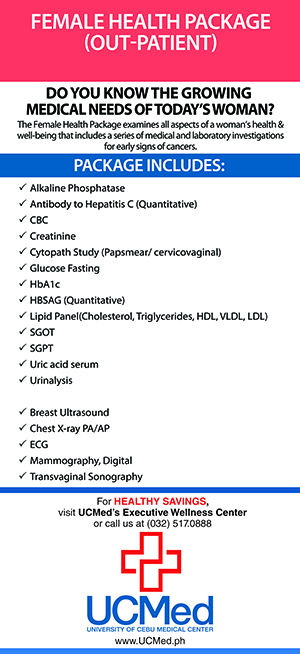 FEMALE HEALTH PACKAGE
(OUT-PATIENT)
DO YOU KNOW THE GROWING
MEDICAL NEEDS OF TODAY'S WOMAN?
The Female Health Package examines all aspects of a woman's health &
well-being that includes a series of medical and laboratory investigations
for early signs of cancers.
PACKAGE INCLUDES:
✓ Alkaline Phosphatase
✓ Antibody to Hepatitis C (Quantitative)
✓ CBC
✓ Creatinine
✓ Cytopath Study (Papsmear/ cervicovaginal)
✓ Glucose Fasting
✓ HbA1c
✓ HBSAG (Quantitative)
✓ Lipid Panel(Cholesterol, Triglycerides, HDL, VLDL, LDL)
✓ SGOT
✓ SGPT
✓ Uric acid serum
✓ Urinalysis
✓ Breast Ultrasound
✓ Chest X-ray PA/AP
✓ ECG
✓ Mammography, Digital
✓ Transvaginal Sonography
For HEALTHY SAVINGS,
visit UCMed's Executive Wellness Center
or call us at (032) 517.0888
UCMed
UNIVERSITY OF CEBU MEDICAL CENTER
www.UCMed.ph